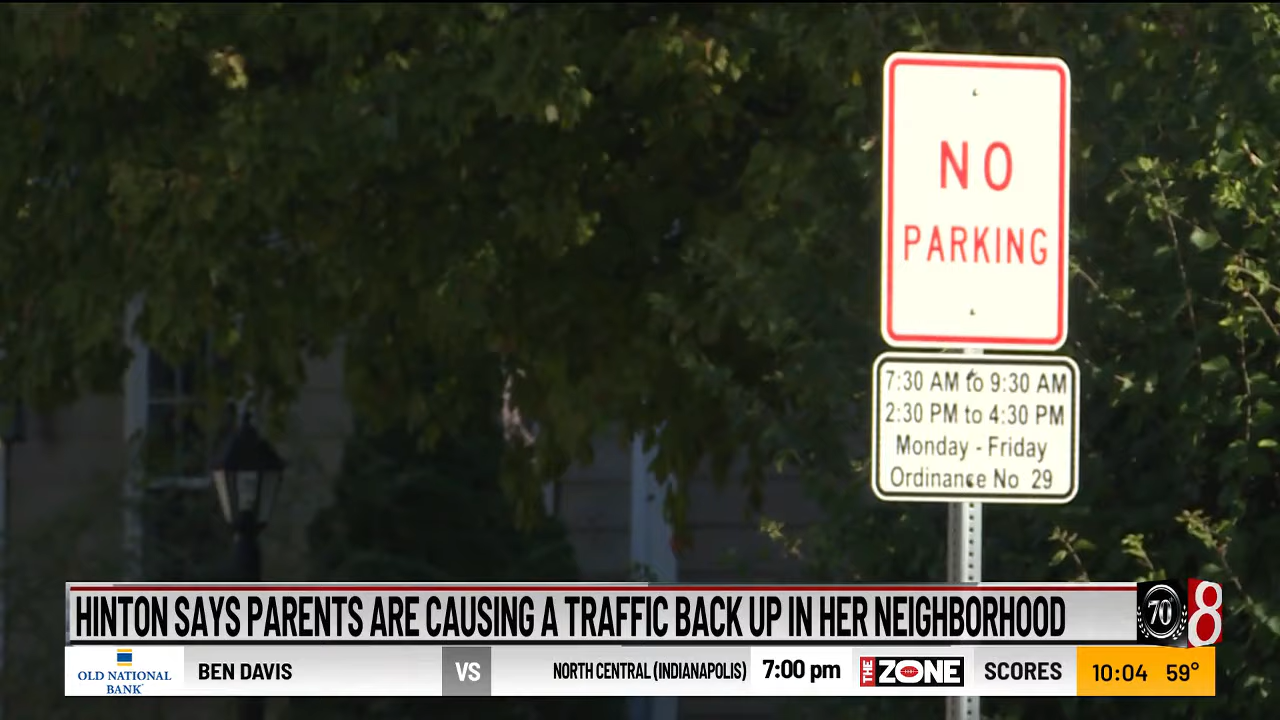 NO
PARKING
7:30 AM to 9:30 AM
2:30 PM to 4:30 PM
Monday - Friday
Ordinance No 29
HINTON SAYS PARENTS ARE CAUSING A TRAFFIC BACK UP IN HER NEIGHBORHOOD
70
8
OLD NATIONAL
BANK
BEN DAVIS
VS
NORTH CENTRAL (INDIANAPOLIS)
7:00 pm
THE ZONE
SCORES
10:04 59°